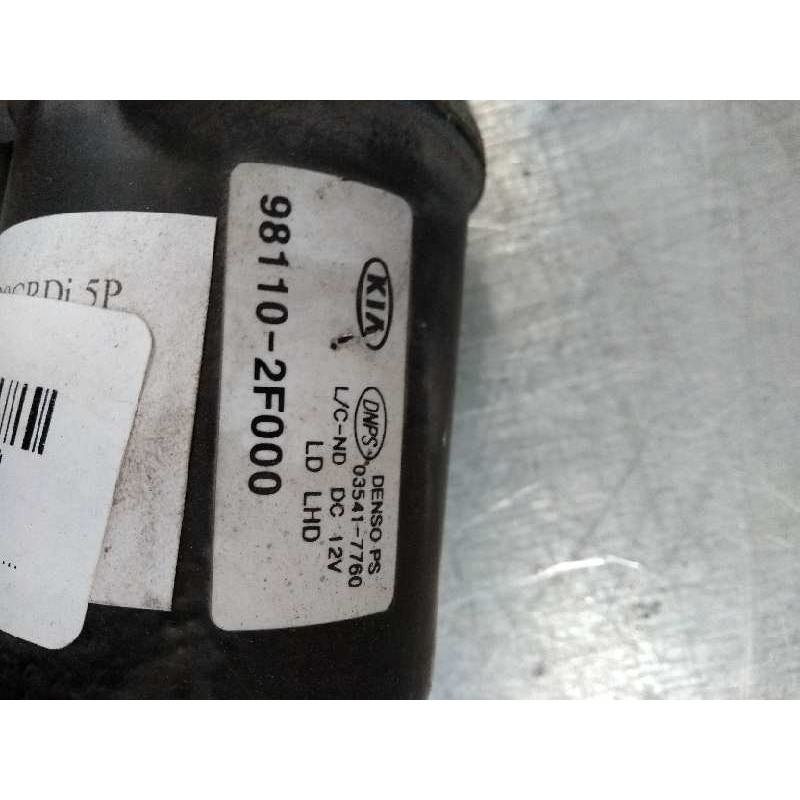 KIA
98110-2F000
DNPS
DENSO PS
03541-7760
L/C-ND DC 12V
LD LHD
CRDi 5P